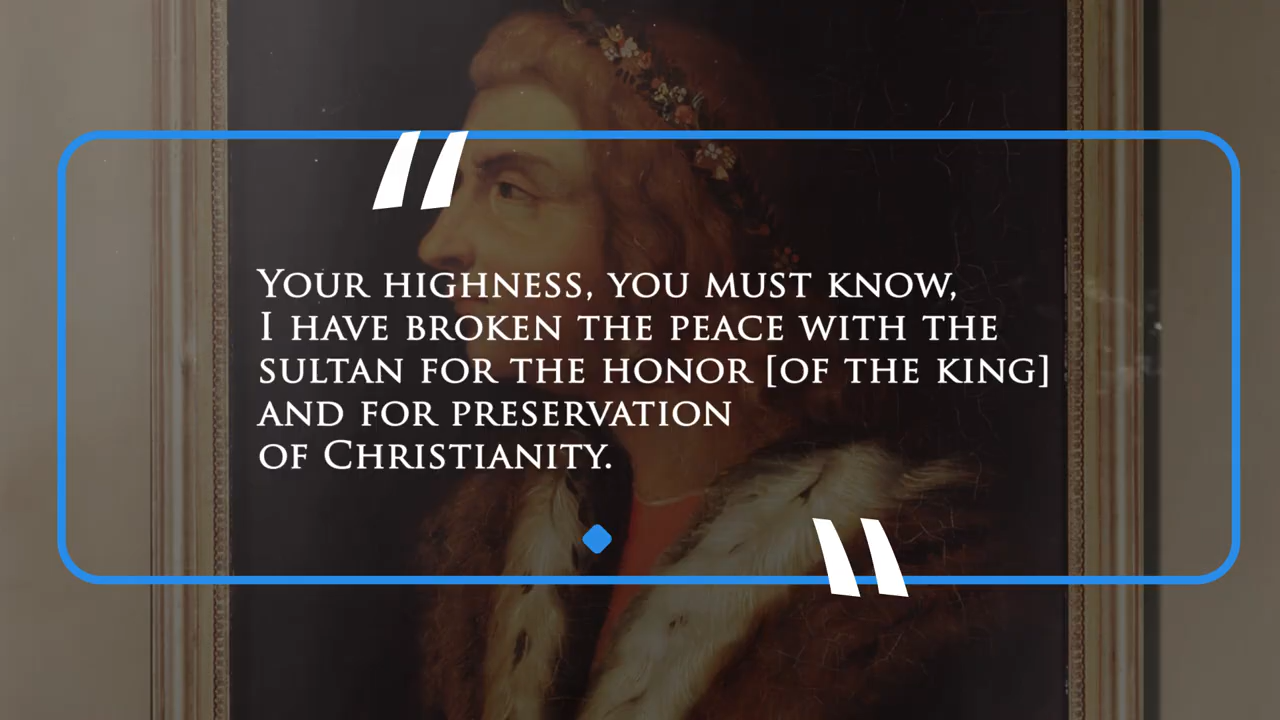 “
Your highness, you must know,
I have broken the peace with the
sultan for the honor [of the king]
and for preservation
of Christianity.
”